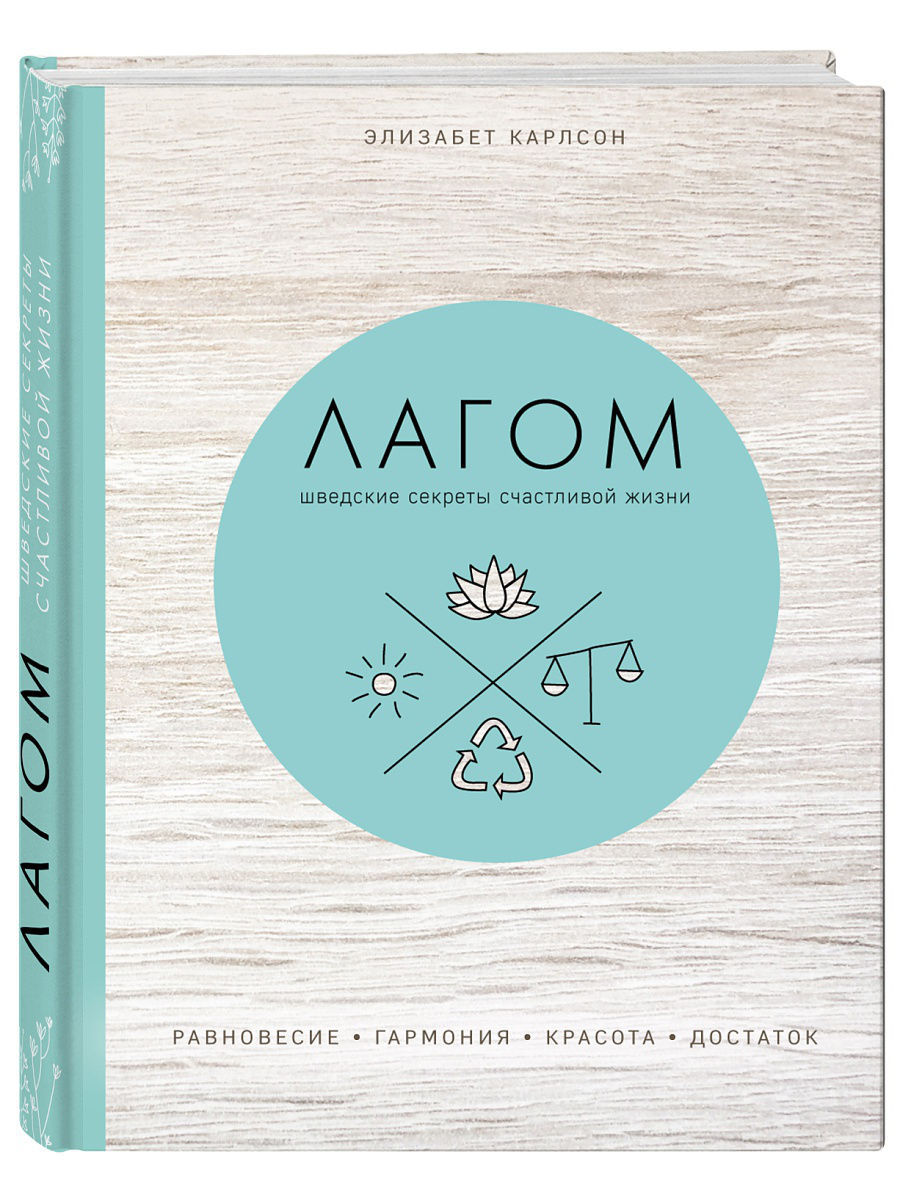 ЭЛИЗАБЕТ КАРЛСОН
ЛАГОМ
шведские секреты счастливой жизни
РАВНОВЕСИЕ • ГАРМОНИЯ • КРАСОТА • ДОСТАТОК
ЛАГОМ
ШВЕДСКИЕ СЕКРЕТЫ
СЧАСТЛИВОЙ ЖИЗНИ